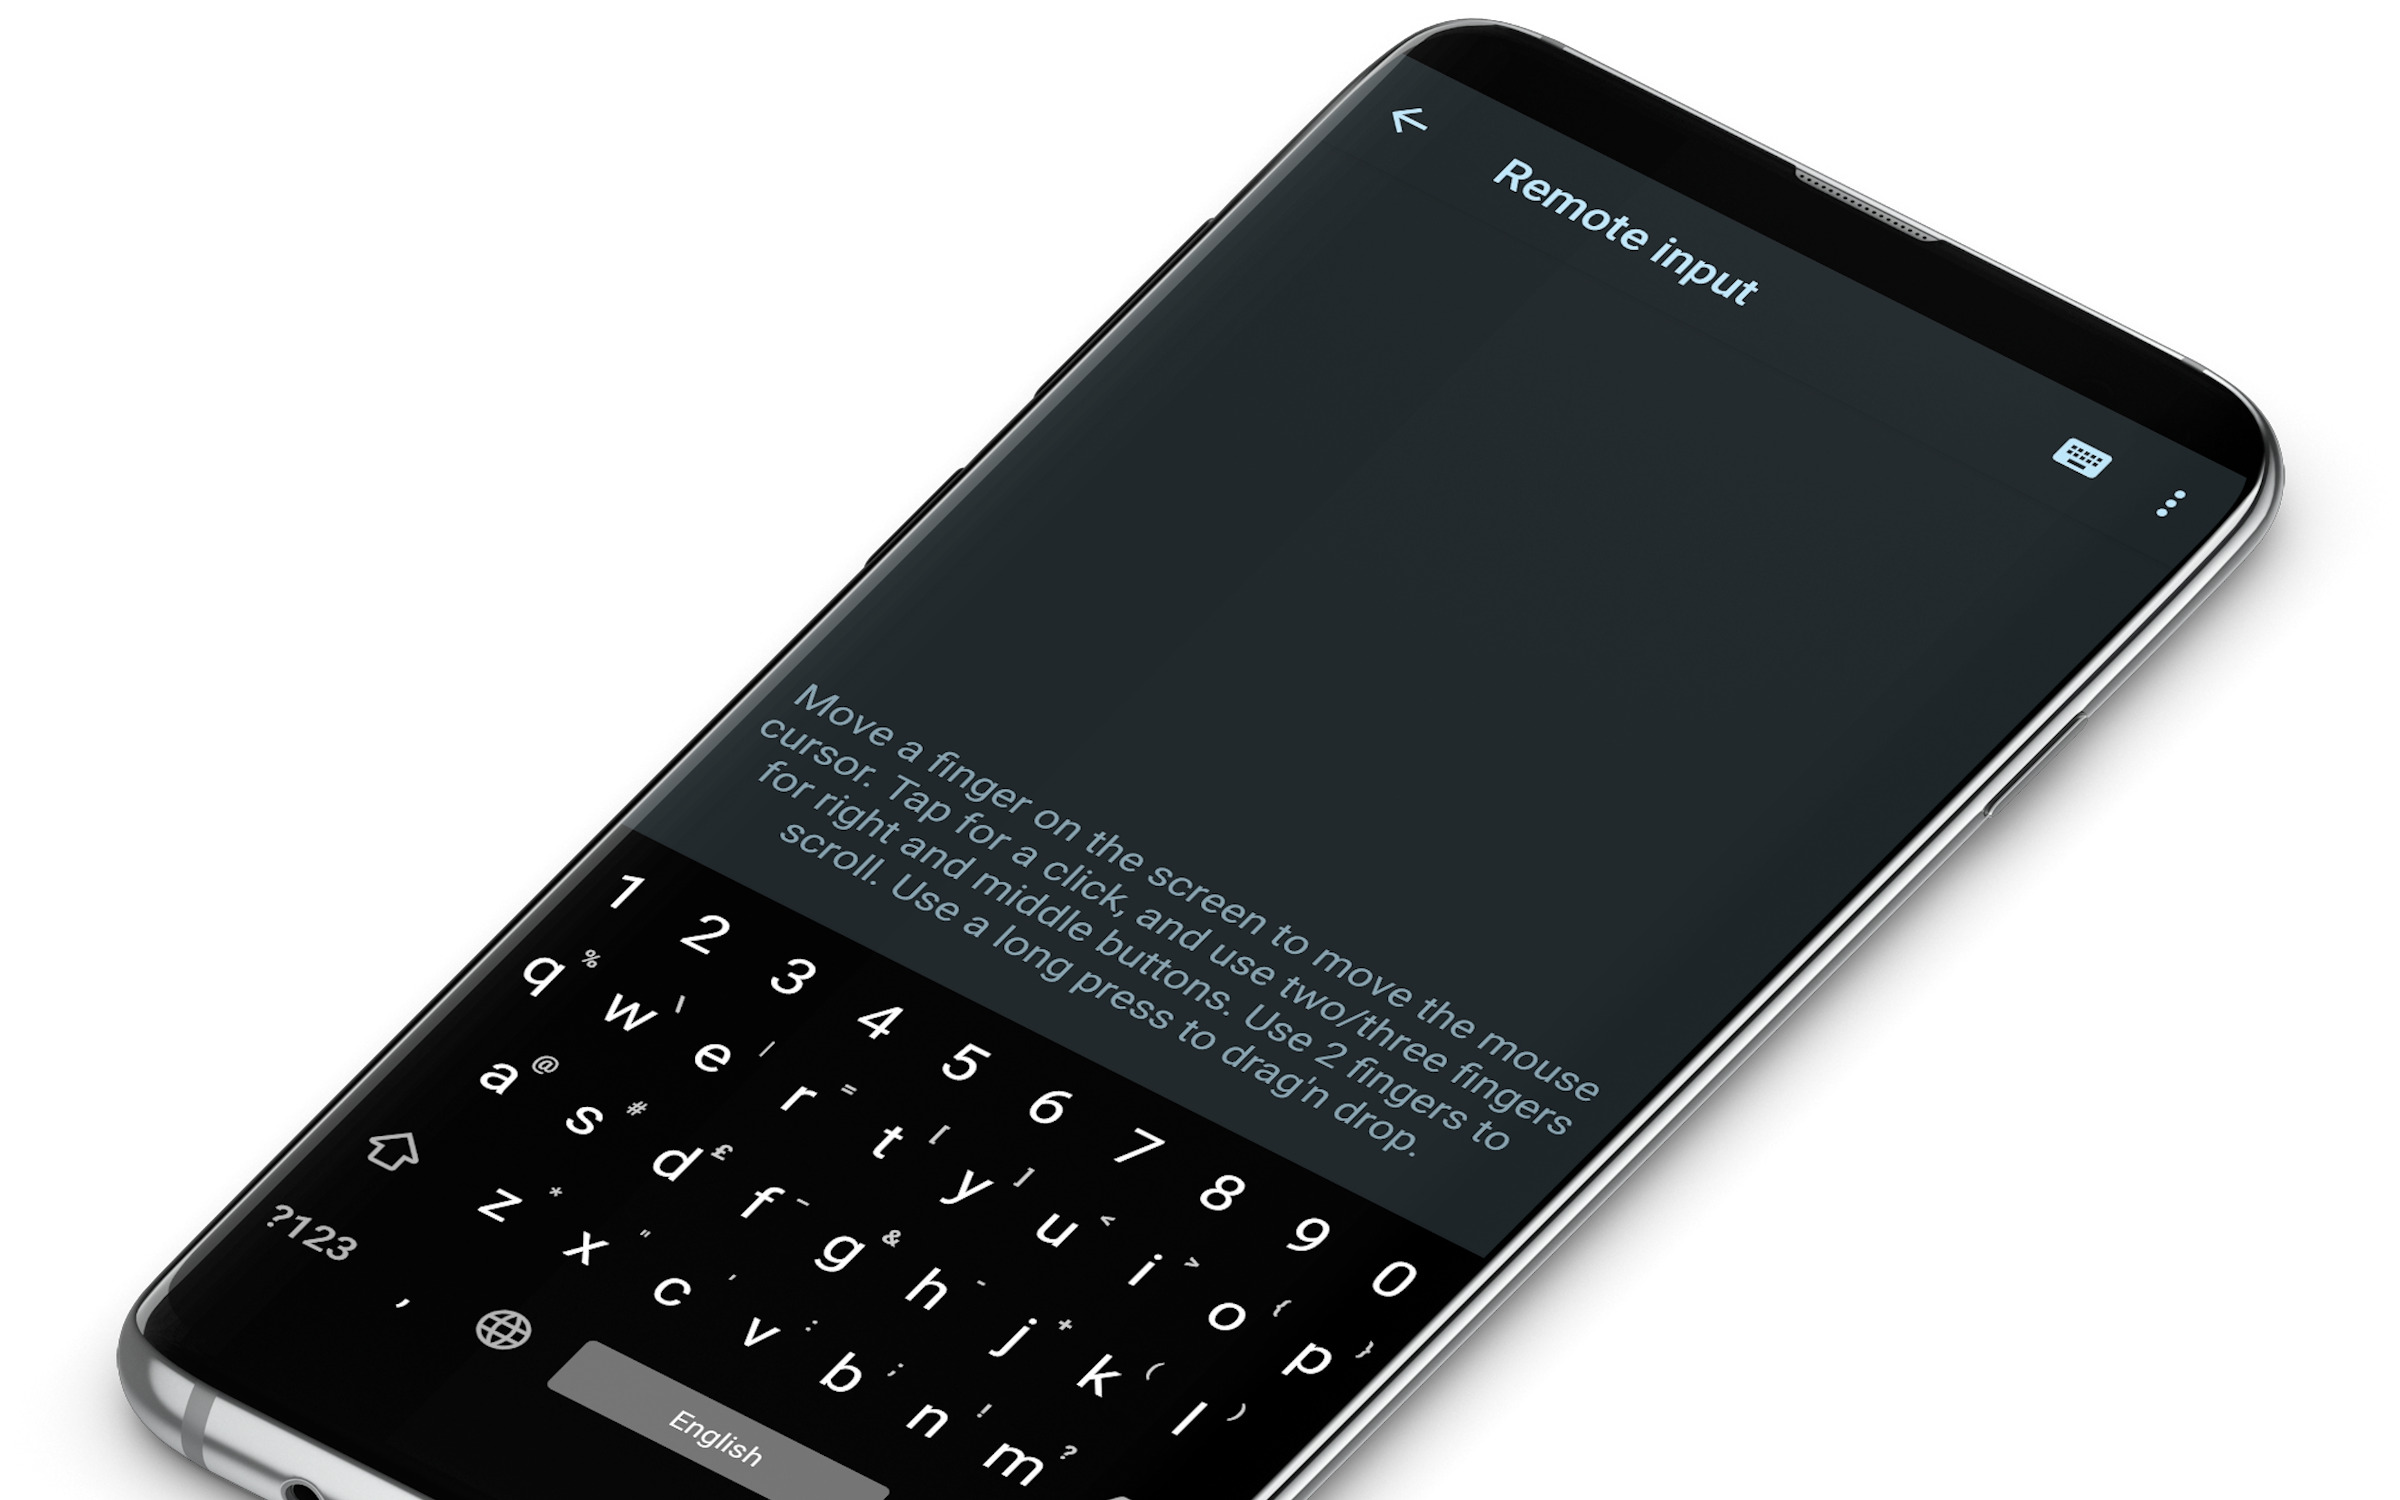 Remote input
Move a finger on the screen to move the mouse
cursor. Tap for a click, and use two/three fingers
for right and middle buttons. Use 2 fingers to
scroll. Use a long press to drag'n drop.
1 2 3 4 5 6 7 8 9 0
q % w \ e | r = t [ y ] u < i > o { p }
a @ s # d £ f - g & h - j + k ( l )
z * x " c ' v : b ; n ! m ?
?123 , English